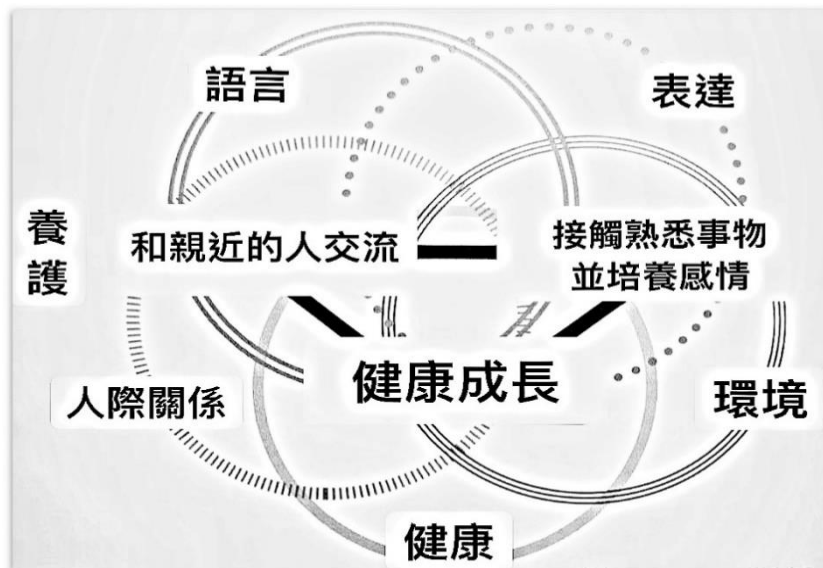 語言
表達
養
護
和親近的人交流
接觸熟悉事物
並培養感情
健康成長
人際關係
環境
健康